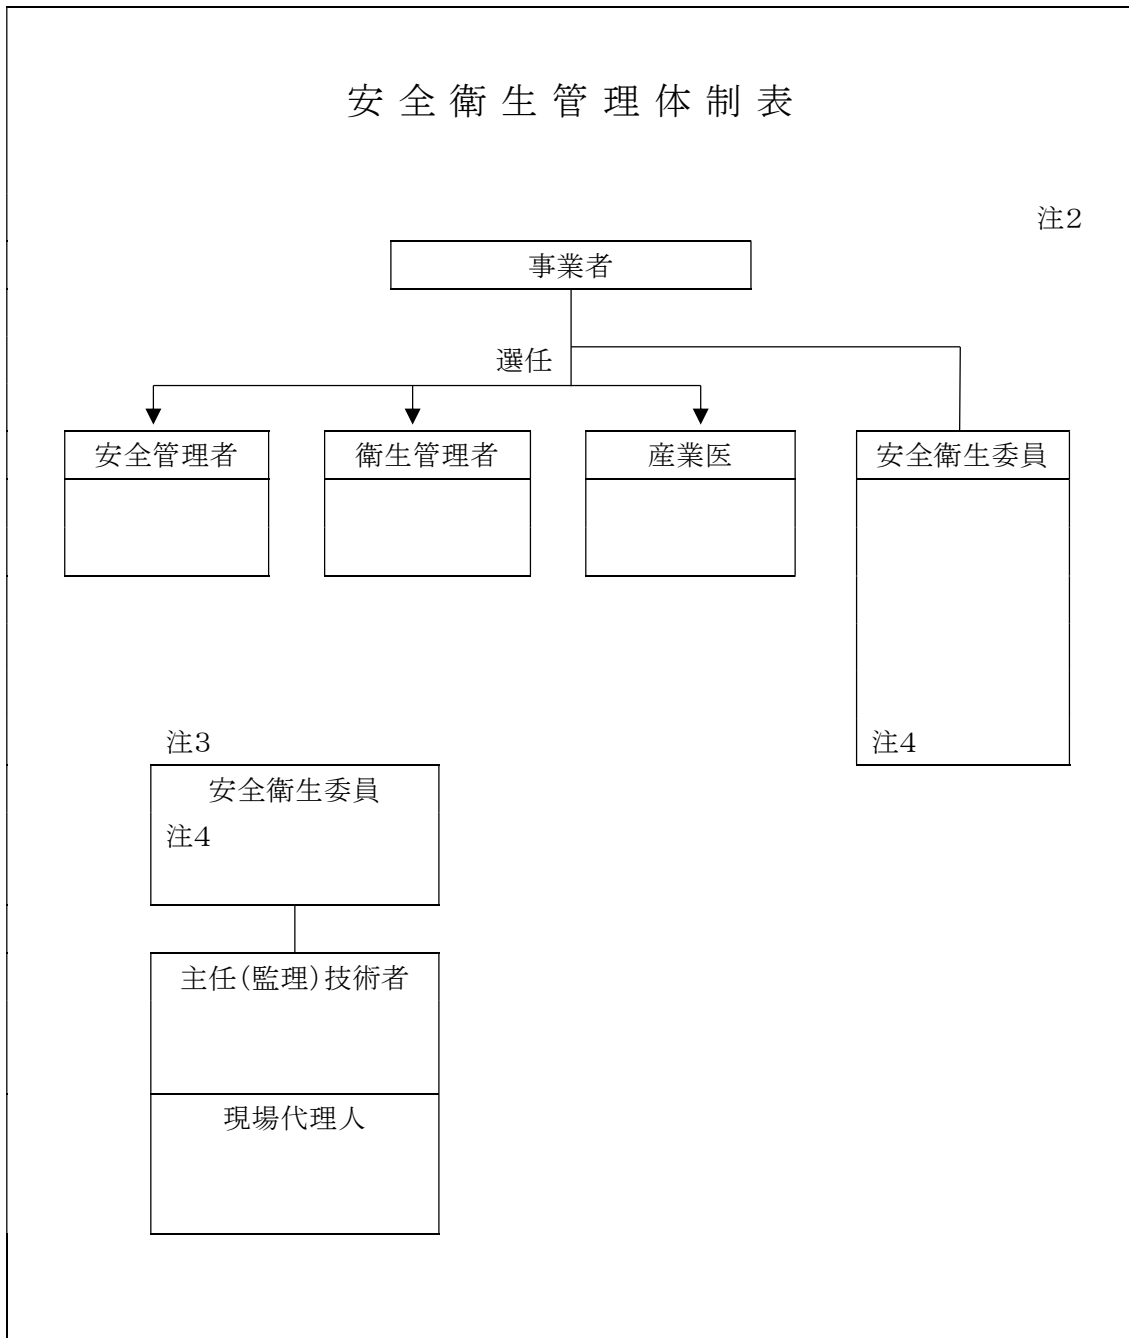 安全衛生管理体制表
注2
事業者
選任
安全管理者
衛生管理者
産業医
安全衛生委員
注4
注3
安全衛生委員
注4
主任(監理)技術者
現場代理人